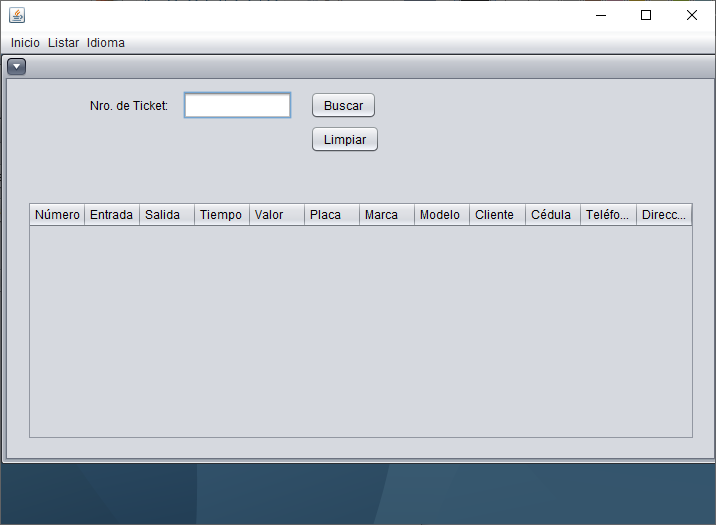 Inicio Listar Idioma
Nro. de Ticket: Buscar
Limpiar
Número Entrada Salida Tiempo Valor Placa Marca Modelo Cliente Cédula Teléfo... Direcc...